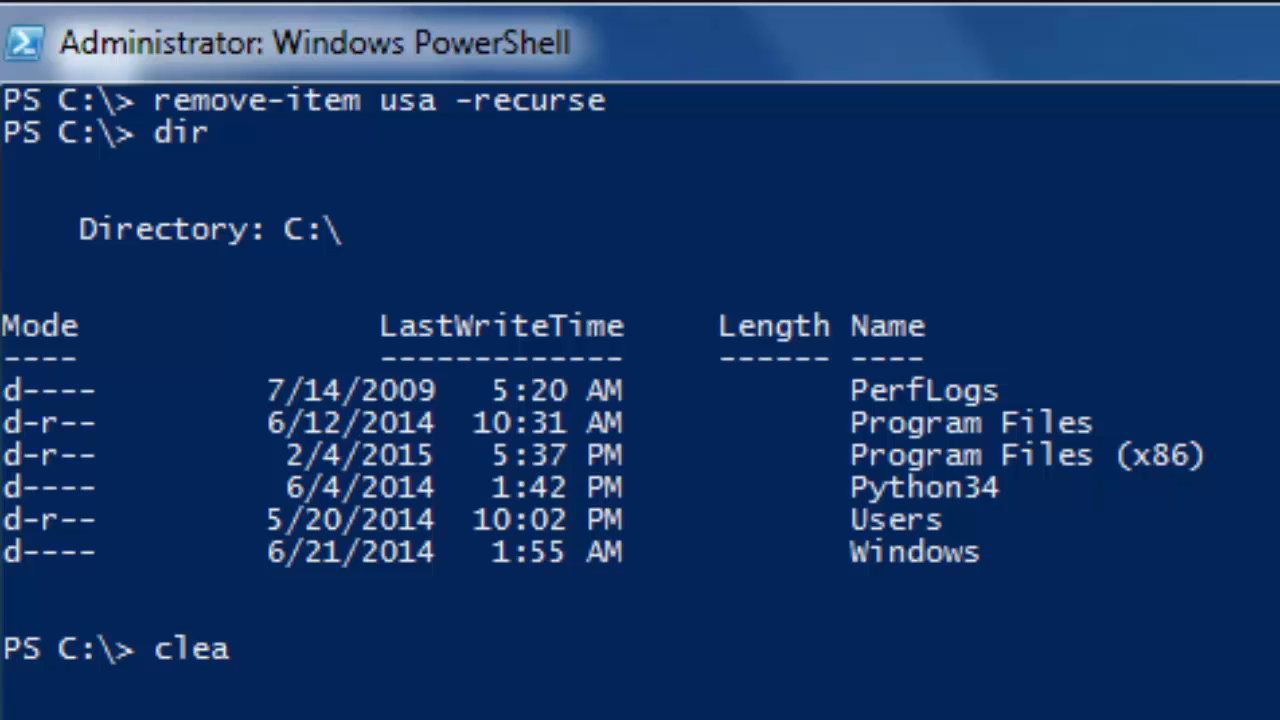 Administrator: Windows PowerShell
PS C:\> remove-item usa -recurse
PS C:\> dir
Directory: C:\
Mode                LastWriteTime     Length Name
----                -------------     ------ ----
d----         7/14/2009   5:20 AM            PerfLogs
d-r--         6/12/2014  10:31 AM            Program Files
d-r--          2/4/2015   5:37 PM            Program Files (x86)
d----          6/4/2014   1:42 PM            Python34
d-r--         5/20/2014  10:02 PM            Users
d----         6/21/2014   1:55 AM            Windows
PS C:\> clea